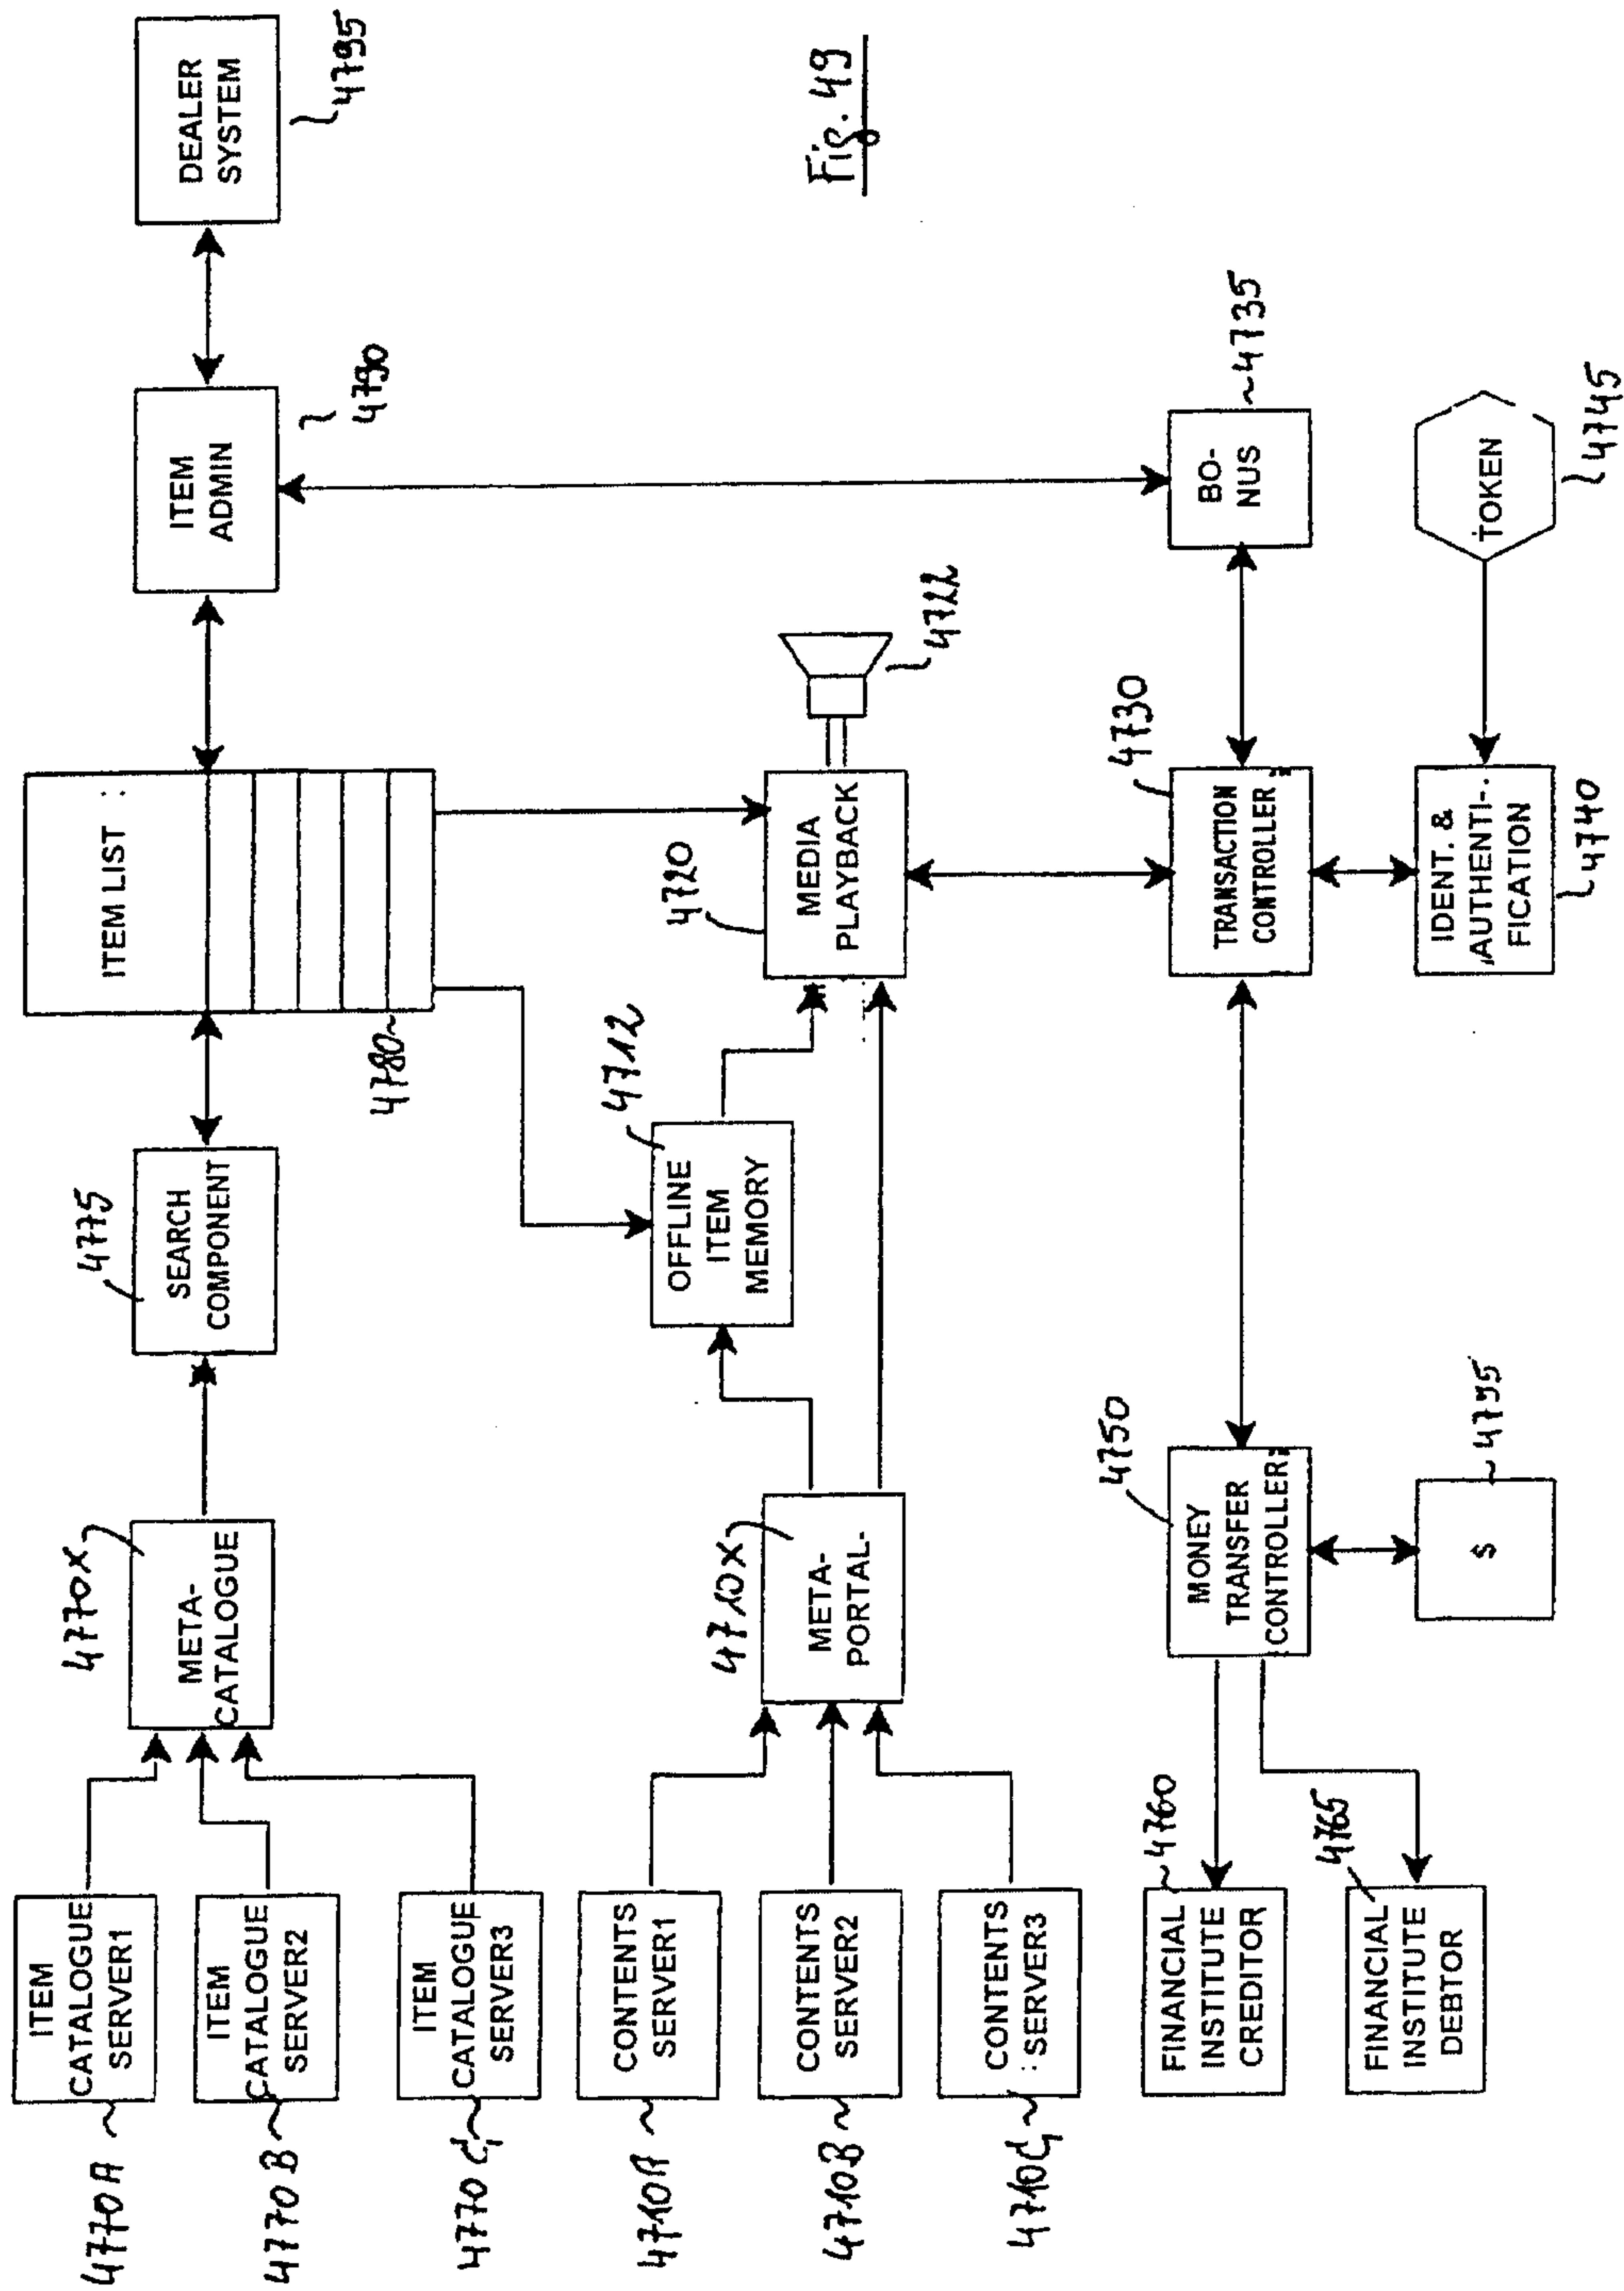 4770A
ITEM
CATALOGUE
SERVER1
4770B
ITEM
CATALOGUE
SERVER2
4770C
ITEM
CATALOGUE
SERVER3
4770X
META-
CATALOGUE
4775
SEARCH
COMPONENT
ITEM LIST :
4780
ITEM
ADMIN
4790
DEALER
SYSTEM
4795
4710A
CONTENTS
SERVER1
4710B
CONTENTS
SERVER2
4710C
CONTENTS
SERVER3
4710X
META-
PORTAL-
4712
OFFLINE
ITEM
MEMORY
4720
MEDIA
PLAYBACK
4722
Fig. 49
4760
FINANCIAL
INSTITUTE
CREDITOR
4765
FINANCIAL
INSTITUTE
DEBTOR
4750
MONEY
TRANSFER
CONTROLLER
$
4755
4730
TRANSACTION
CONTROLLER
BO-
NUS
4735
IDENT. &
AUTHENTI-
FICATION
4740
TOKEN
4745